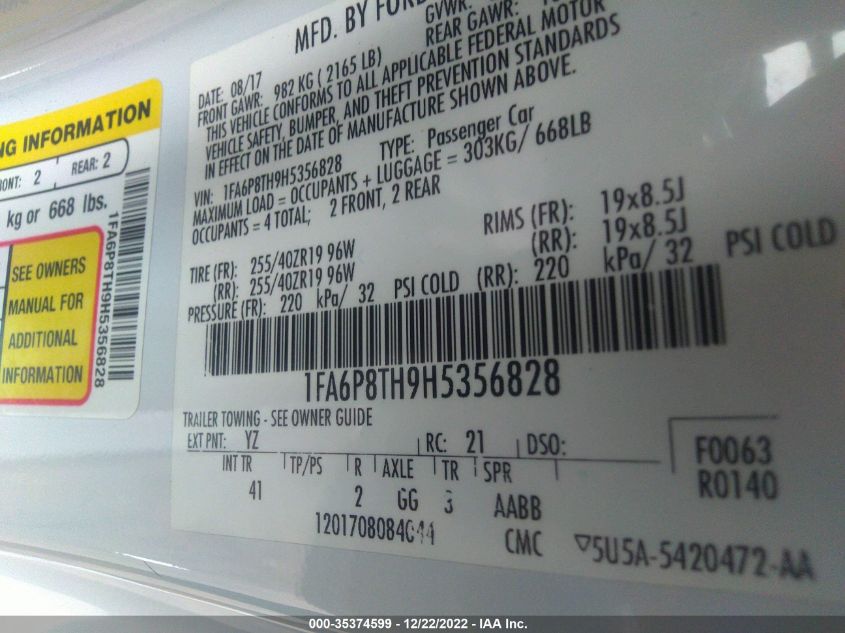 NG INFORMATION
RONT: 2 REAR: 2
kg or 668 lbs.
SEE OWNERS
MANUAL FOR
ADDITIONAL
INFORMATION
1FA6P8TH9H5356828
MFD. BY FORD
GVWR:
DATE: 08/17
FRONT GAWR: 982 KG ( 2165 LB) REAR GAWR:
THIS VEHICLE CONFORMS TO ALL APPLICABLE FEDERAL MOTOR
VEHICLE SAFETY, BUMPER, AND THEFT PREVENTION STANDARDS
IN EFFECT ON THE DATE OF MANUFACTURE SHOWN ABOVE.
VIN: 1FA6P8TH9H5356828 TYPE: Passenger Car
MAXIMUM LOAD = OCCUPANTS + LUGGAGE = 303KG/ 668LB
OCCUPANTS = 4 TOTAL; 2 FRONT, 2 REAR
TIRE (FR): 255/40ZR19 96W RIMS (FR): 19x8.5J
(RR): 255/40ZR19 96W (RR): 19x8.5J
PRESSURE (FR): 220 kPa/ 32 PSI COLD (RR): 220 kPa/ 32 PSI COLD
1FA6P8TH9H5356828
TRAILER TOWING - SEE OWNER GUIDE
EXT PNT: YZ RC: 21 DSO:
INT TR TP/PS R AXLE TR SPR
41 2 GG 3 AABB
F0063
R0140
CMC ▽5U5A-5420472-AA
000-35374599 - 12/22/2022 - IAA Inc.